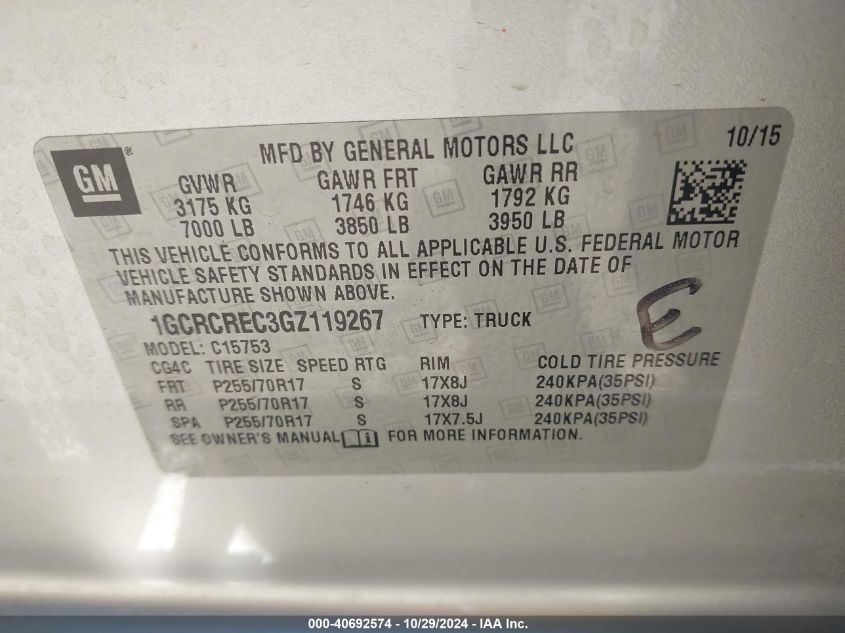 GM®
MFD BY GENERAL MOTORS LLC 10/15
GVWR GAWR FRT GAWR RR
3175 KG 1746 KG 1792 KG
7000 LB 3850 LB 3950 LB
THIS VEHICLE CONFORMS TO ALL APPLICABLE U.S. FEDERAL MOTOR
VEHICLE SAFETY STANDARDS IN EFFECT ON THE DATE OF
MANUFACTURE SHOWN ABOVE.
E
1GCRCREC3GZ119267 TYPE: TRUCK
MODEL: C15753
CG4C TIRE SIZE SPEED RTG RIM COLD TIRE PRESSURE
FRT P255/70R17 S 17X8J 240KPA(35PSI)
RR P255/70R17 S 17X8J 240KPA(35PSI)
SPA P255/70R17 S 17X7.5J 240KPA(35PSI)
SEE OWNER'S MANUAL i FOR MORE INFORMATION.
000-40692574 - 10/29/2024 - IAA Inc.